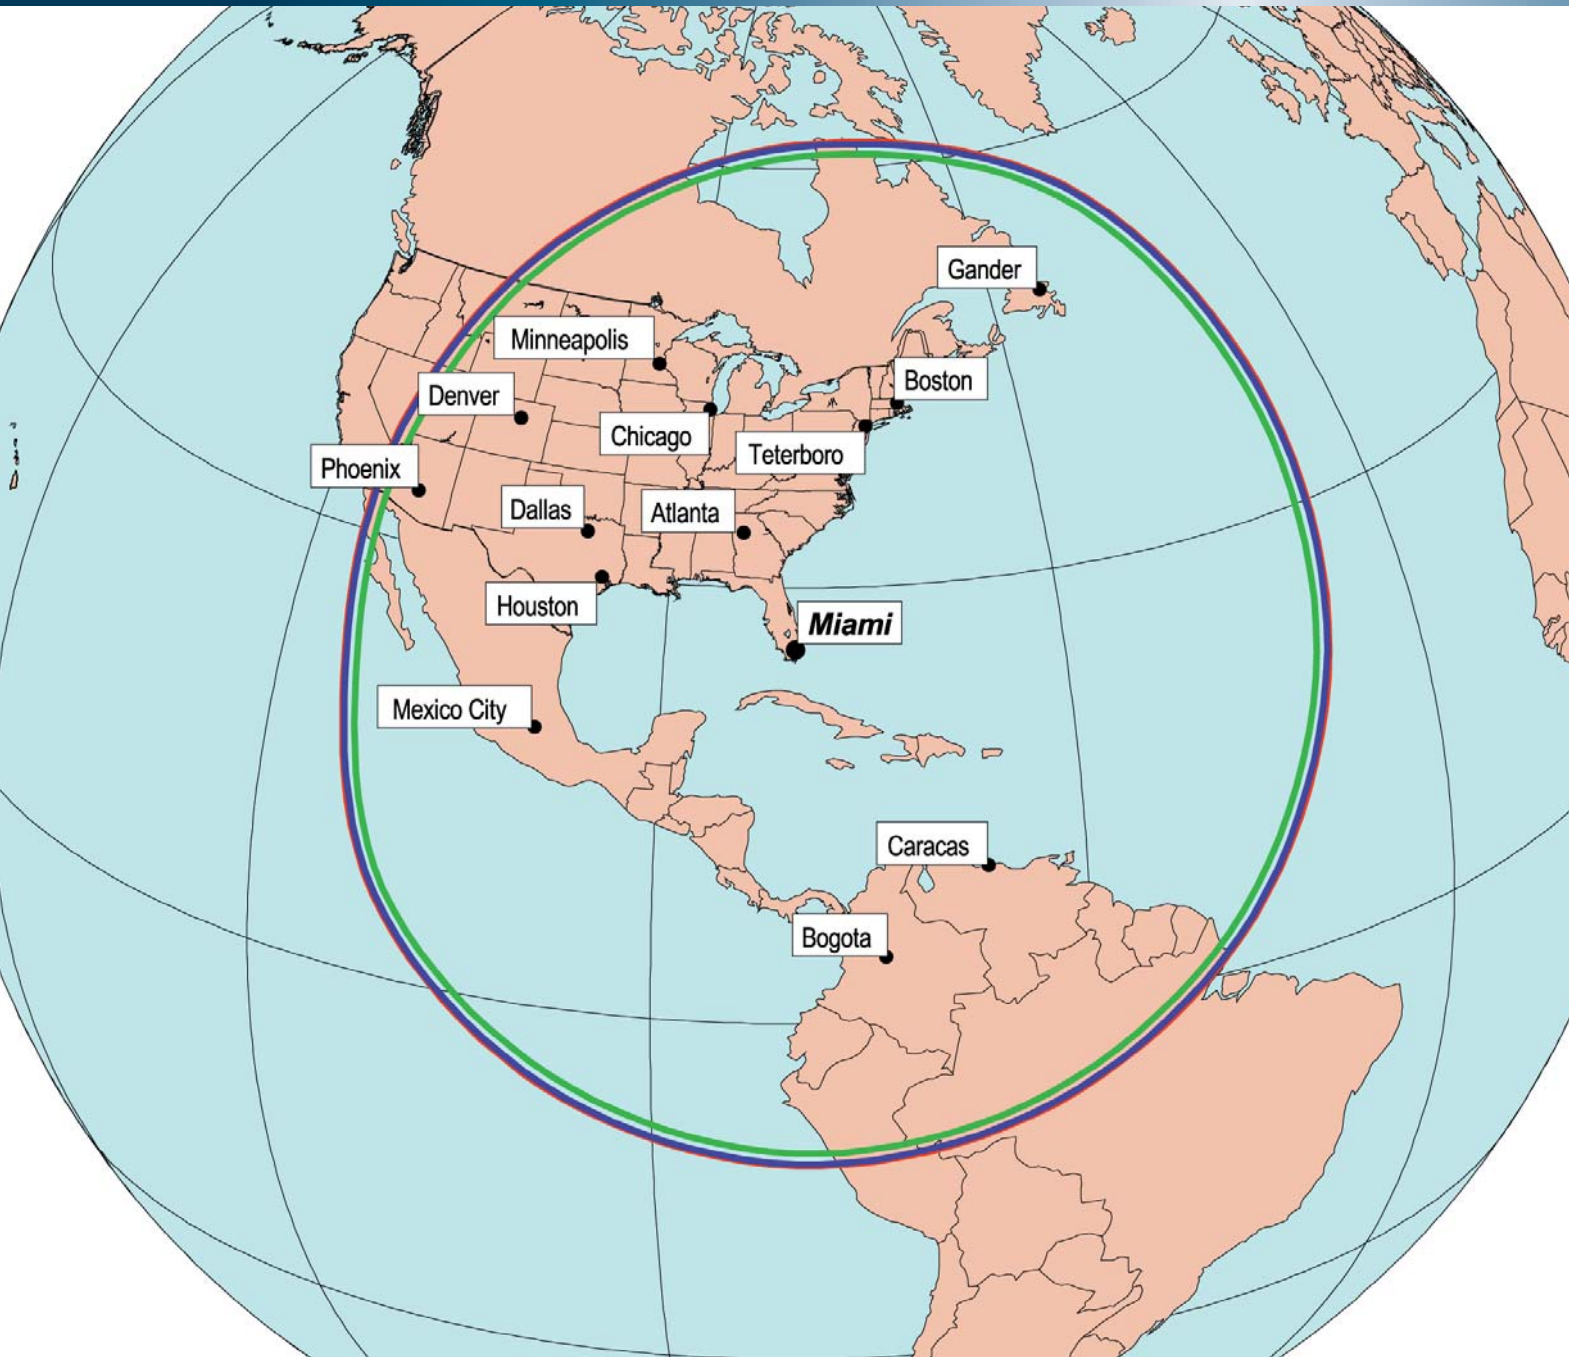 Gander
Minneapolis
Boston
Denver
Chicago
Teterboro
Phoenix
Dallas
Atlanta
Houston
Miami
Mexico City
Caracas
Bogota